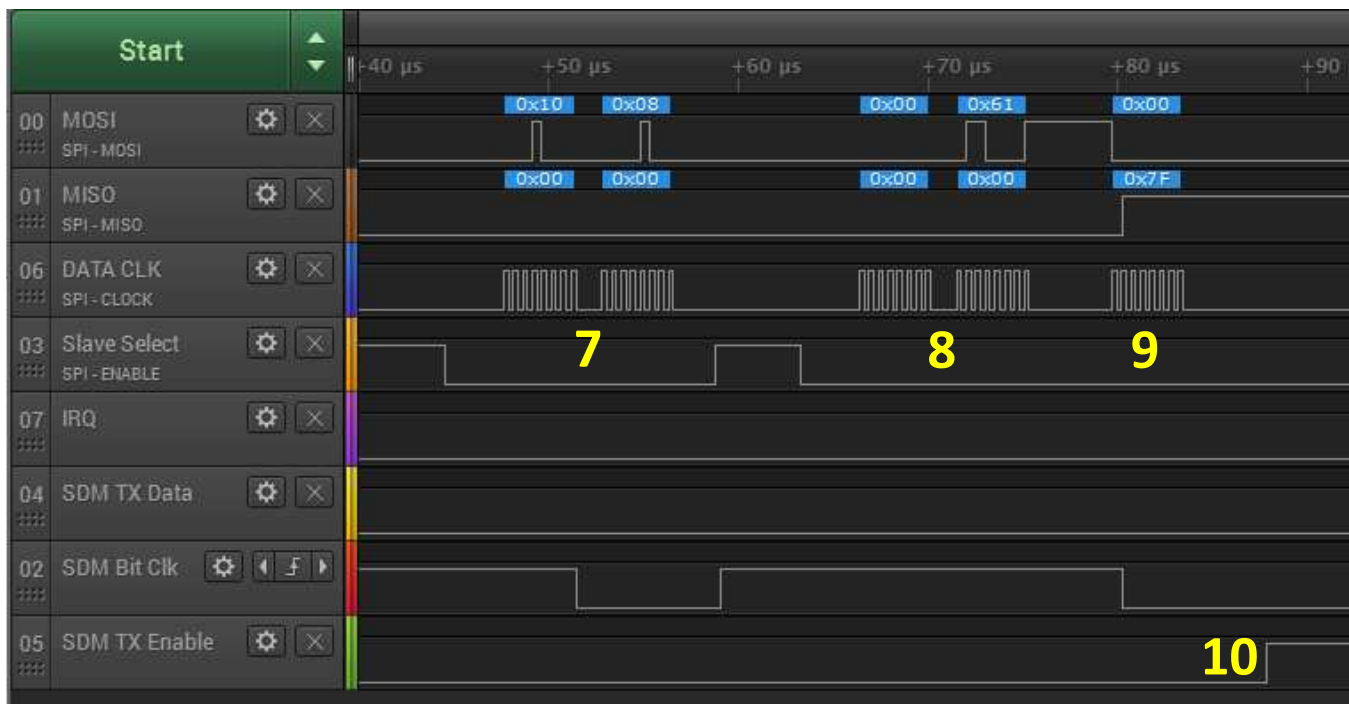 Start
+40 µs +50 µs +60 µs +70 µs +80 µs +90
00 MOSI
SPI - MOSI
0x10 0x08 0x00 0x61 0x00
01 MISO
SPI - MISO
0x00 0x00 0x00 0x00 0x7F
06 DATA CLK
SPI - CLOCK
03 Slave Select
SPI - ENABLE
7 8 9
07 IRQ
04 SDM TX Data
02 SDM Bit Clk
05 SDM TX Enable
10